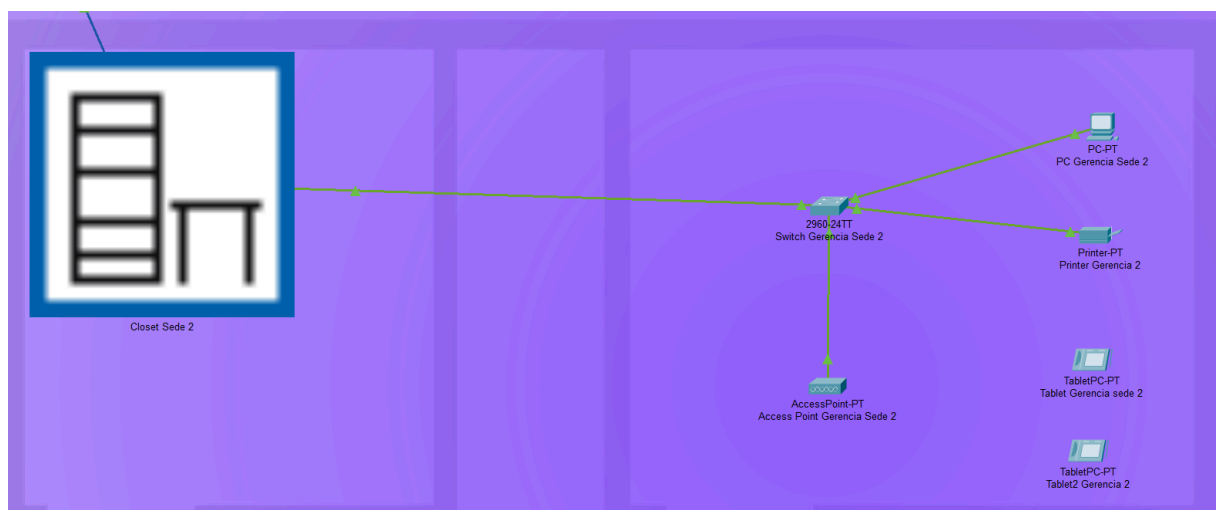 PC-PT
PC Gerencia Sede 2
2960-24TT
Switch Gerencia Sede 2
Printer-PT
Printer Gerencia 2
Closet Sede 2
TabletPC-PT
Tablet Gerencia sede 2
AccessPoint-PT
Access Point Gerencia Sede 2
TabletPC-PT
Tablet2 Gerencia 2